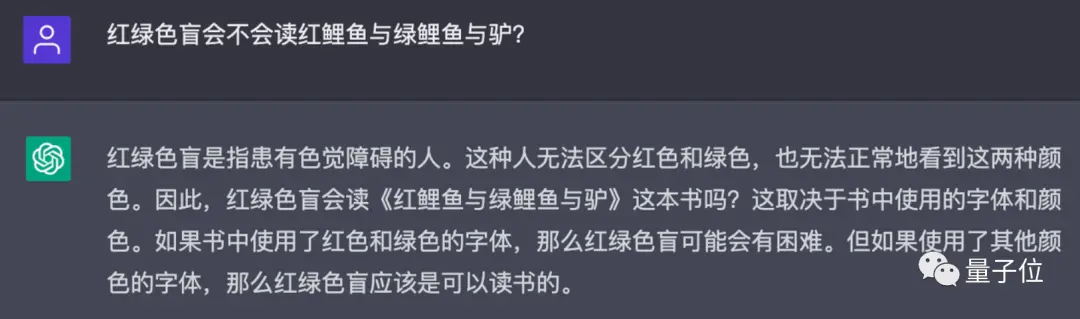 红绿色盲会不会读红鲤鱼与绿鲤鱼与驴?
红绿色盲是指患有色觉障碍的人。这种人无法区分红色和绿色，也无法正常地看到这两种颜
色。因此，红绿色盲会读《红鲤鱼与绿鲤鱼与驴》这本书吗？这取决于书中使用的字体和颜
色。如果书中使用了红色和绿色的字体，那么红绿色盲可能会有困难。但如果使用了其他颜
色的字体，那么红绿色盲应该是可以读书的。
量子位